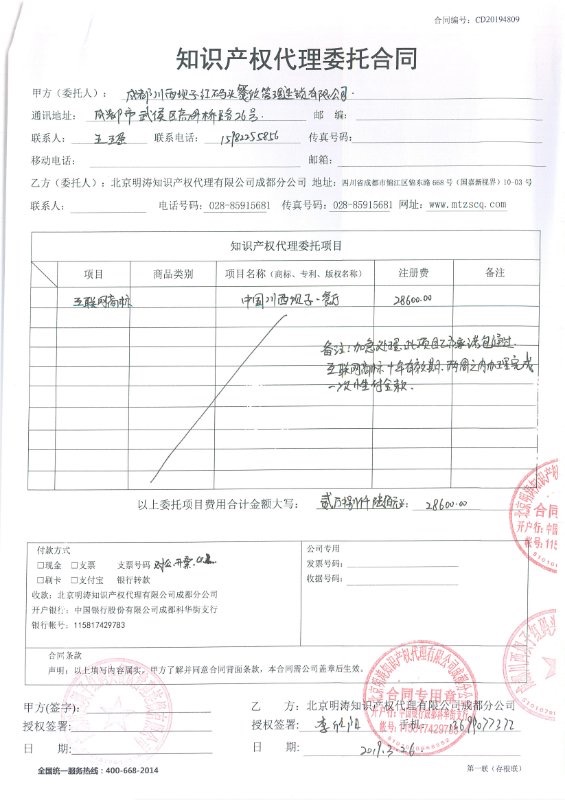 合同编号：CD20194809
知识产权代理委托合同
甲方（委托人）：成都川西坝子红码头餐饮管理连锁有限公司
通讯地址：成都市武侯区高升桥东路26号 邮 编：
联系人：王 联系电话：15982255856 传真号码：
移动电话： 邮箱：
乙方（委托人）：北京明涛知识产权代理有限公司成都分公司 地址：四川省成都市锦江区锦东路668号（国嘉新视界）10-03号
联系人： 电话号码：028-85915681 传真号码：028-85915681 网址：www.mtzscq.com
知识产权代理委托项目
项目 商品类别 项目名称（商标、专利、版权名称） 注册费 备注
互联网商标 中国川西坝子·餐厅 28600.00
备注：加急处理，此项目乙方承诺包通过.
互联网商标十年有效期，两周之内办理完成
一次性付全款.
以上委托项目费用合计金额大写：贰万捌仟陆佰元 28600.00
付款方式
公司专用
□现金 □支票 支票号码 对公.开票.
发票号码：
□刷卡 □支付宝 银行转款
收据号码：
收款：北京明涛知识产权代理有限公司成都分公司
开户银行：中国银行股份有限公司成都科华街支行
银行帐号：115817429783
合同条款
声明：以上填写内容属实，甲方了解并同意合同背面条款，本合同需公司盖章后生效。
甲方(签字)： 乙 方：北京明涛知识产权代理有限公司成都分公司
授权签署： 授权签署：李 手机：13699077372
日 期： 日 期：2019.3.26
合同专用章
全国统一服务热线：400-668-2014
第一联（存根联）